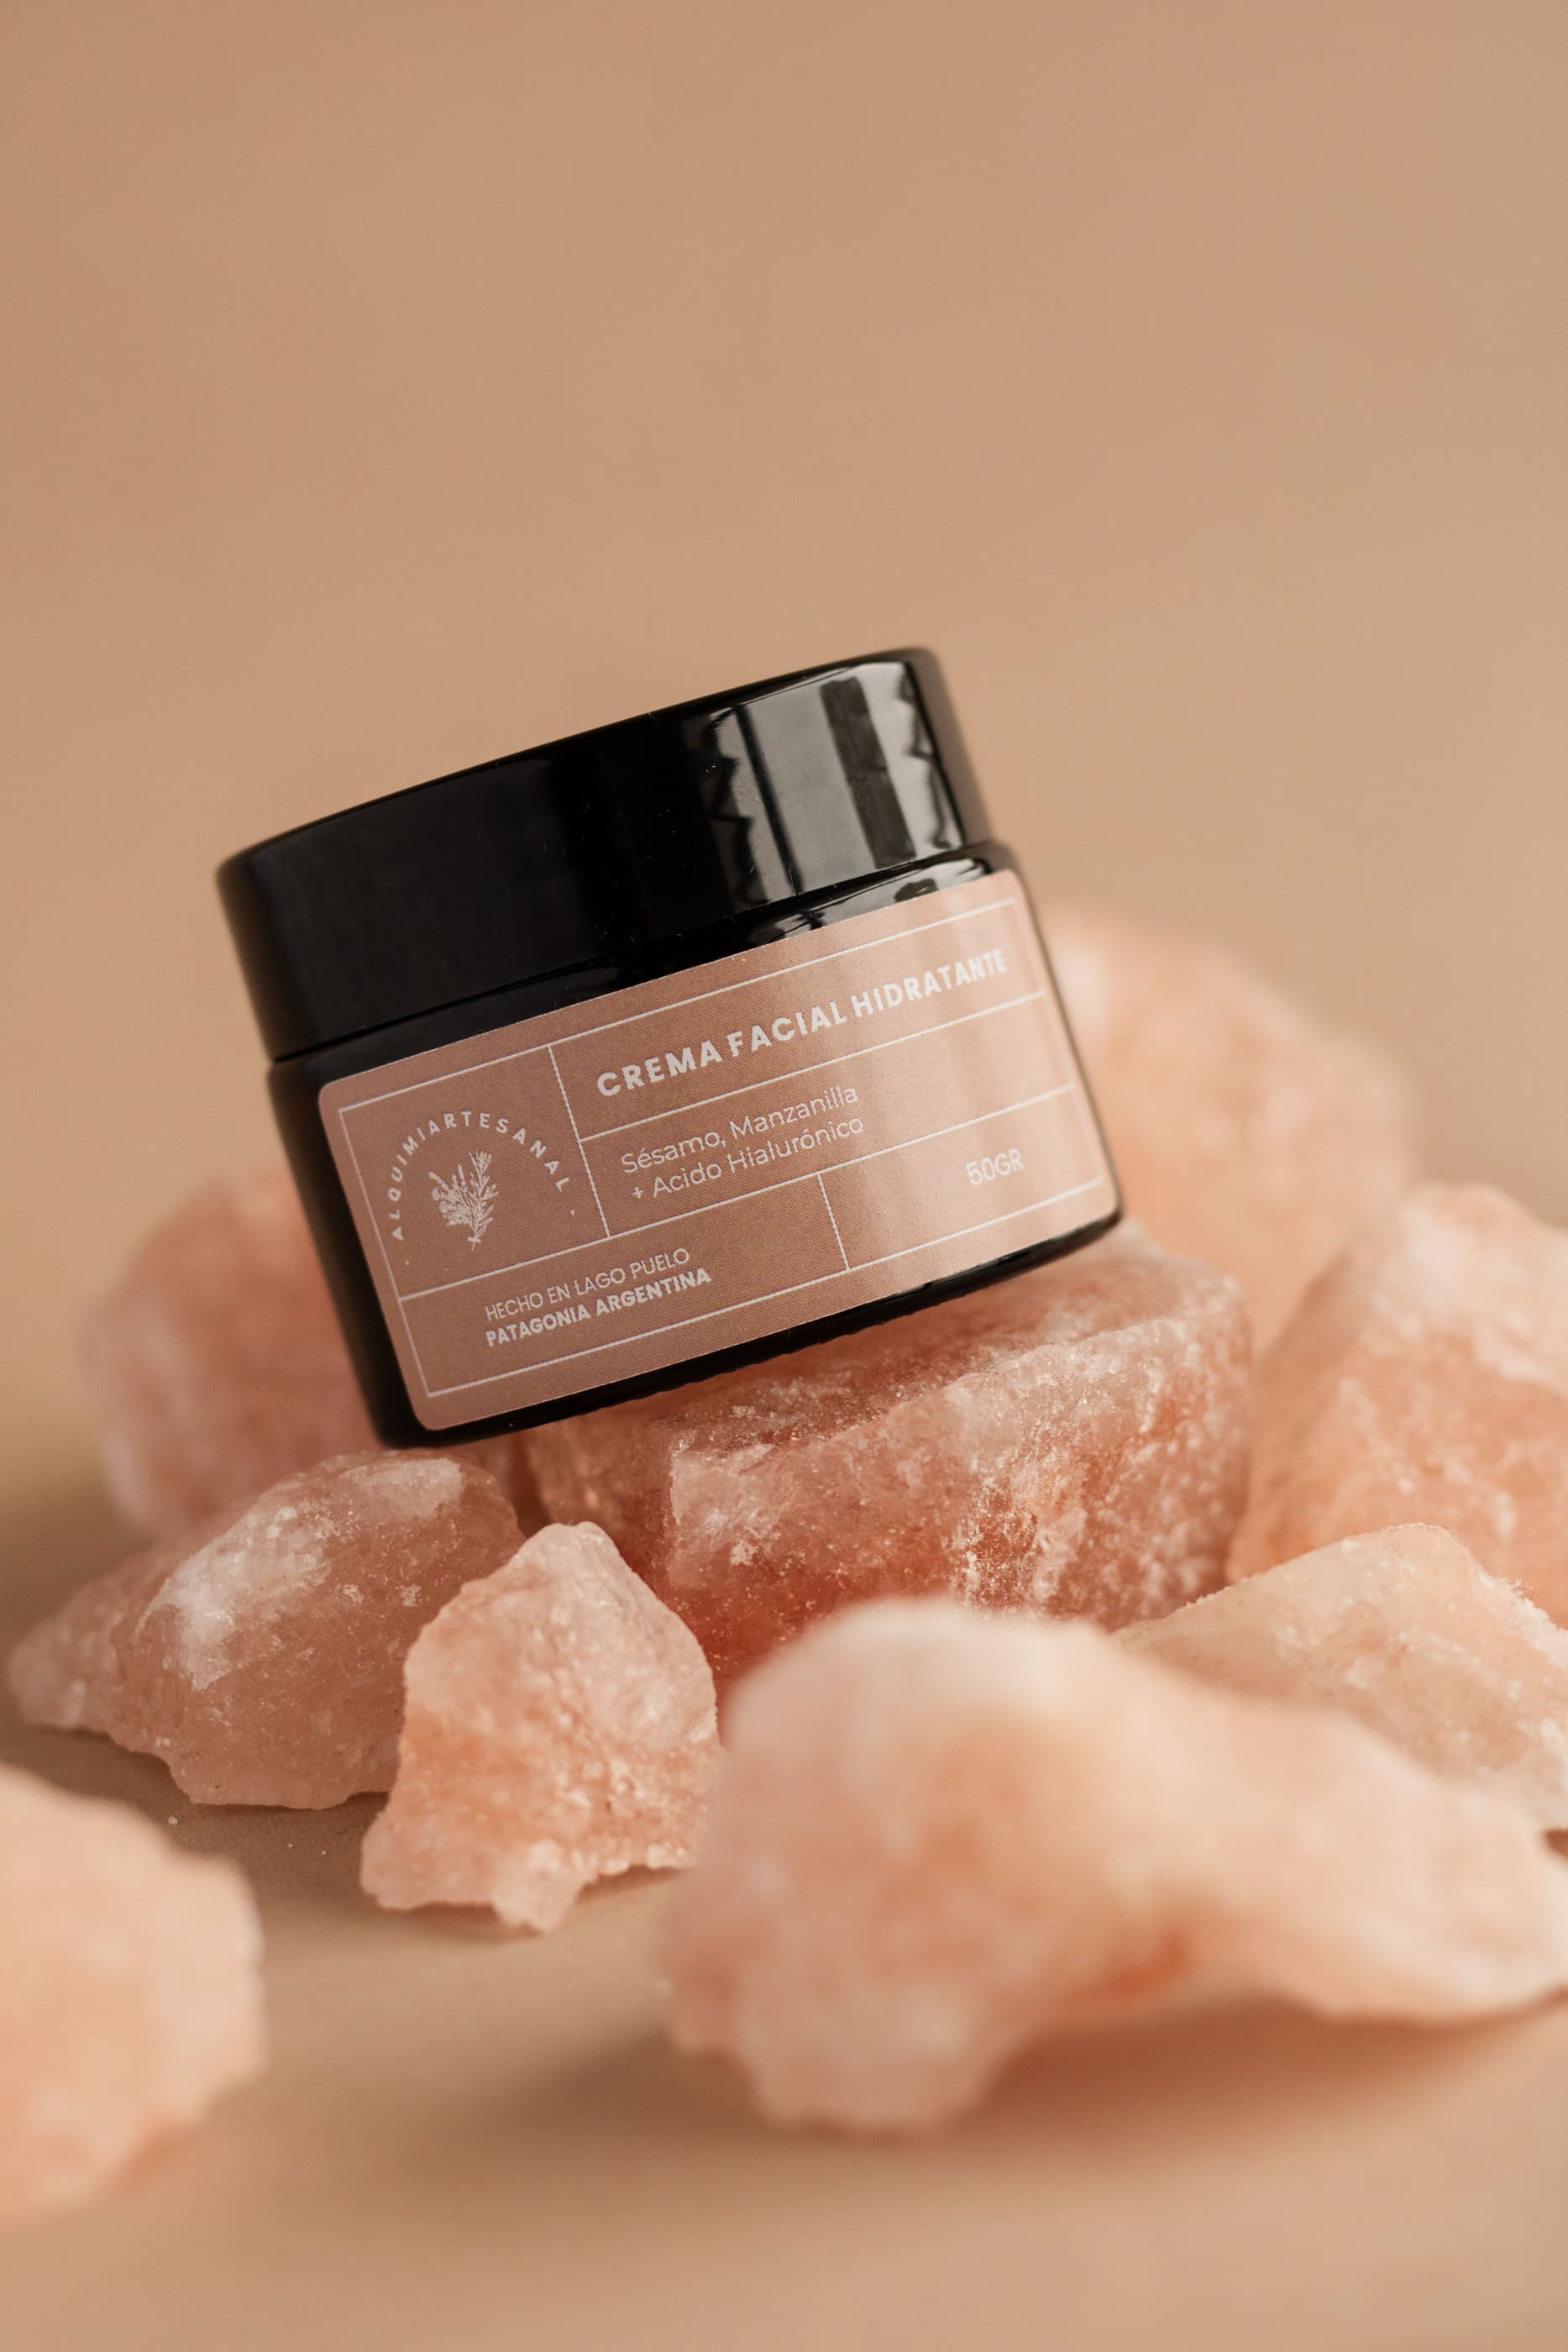 ALQUIMIARTESANAL
CREMA FACIAL HIDRATANTE
Sésamo, Manzanilla
+ Acido Hialurónico
50GR
HECHO EN LAGO PUELO
PATAGONIA ARGENTINA